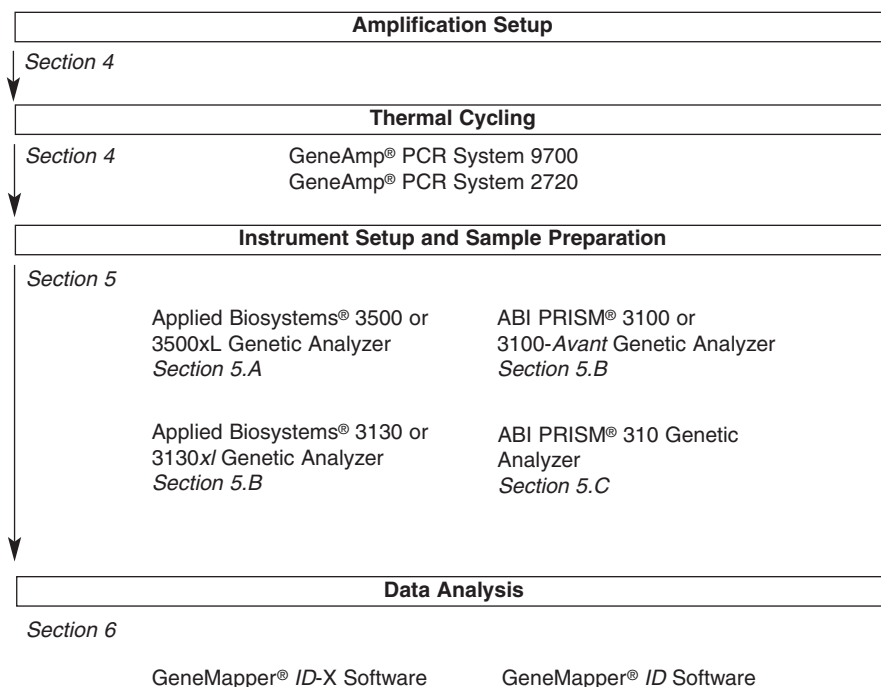 Amplification Setup
Section 4
Thermal Cycling
Section 4
GeneAmp® PCR System 9700
GeneAmp® PCR System 2720
Instrument Setup and Sample Preparation
Section 5
Applied Biosystems® 3500 or
3500xL Genetic Analyzer
Section 5.A
ABI PRISM® 3100 or
3100-Avant Genetic Analyzer
Section 5.B
Applied Biosystems® 3130 or
3130xl Genetic Analyzer
Section 5.B
ABI PRISM® 310 Genetic
Analyzer
Section 5.C
Data Analysis
Section 6
GeneMapper® ID-X Software
GeneMapper® ID Software